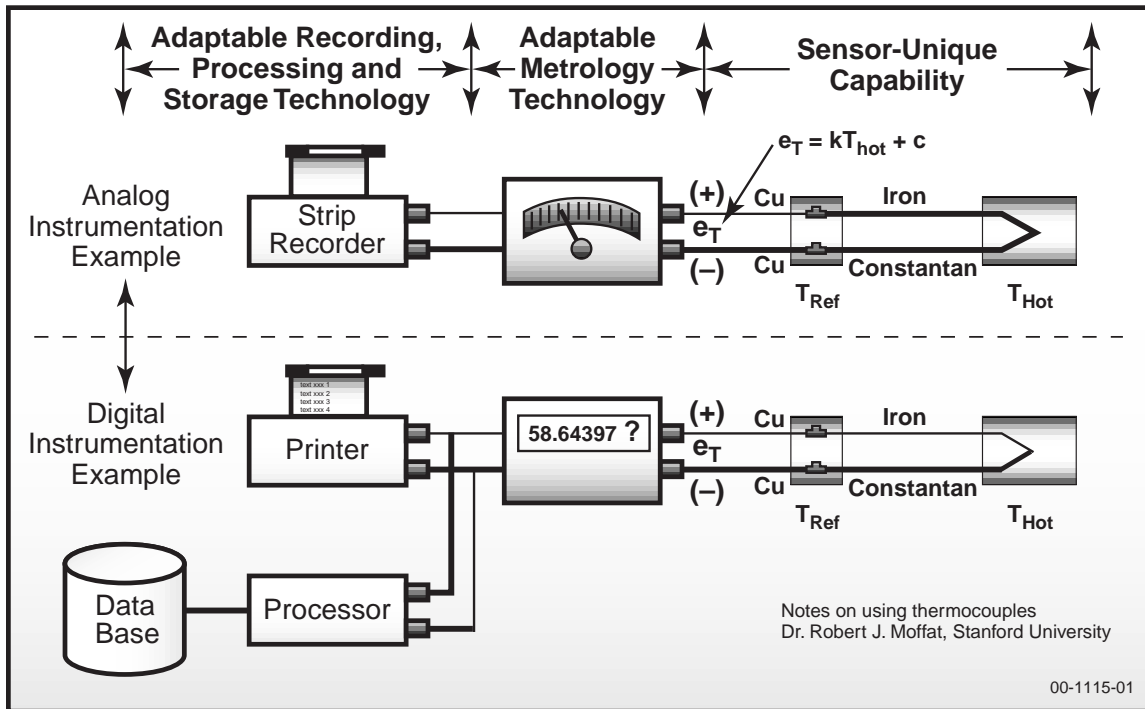 Adaptable Recording,
Processing and
Storage Technology
Adaptable
Metrology
Technology
Sensor-Unique
Capability
Analog
Instrumentation
Example
Strip
Recorder
(+)
e_T
(–)
e_T = kT_hot + c
Cu
Cu
Iron
Constantan
T_Ref
T_Hot
Digital
Instrumentation
Example
text xxx 1
text xxx 2
text xxx 3
text xxx 4
Printer
58.64397 ?
(+)
e_T
(–)
Cu
Cu
Iron
Constantan
T_Ref
T_Hot
Data
Base
Processor
Notes on using thermocouples
Dr. Robert J. Moffat, Stanford University
00-1115-01